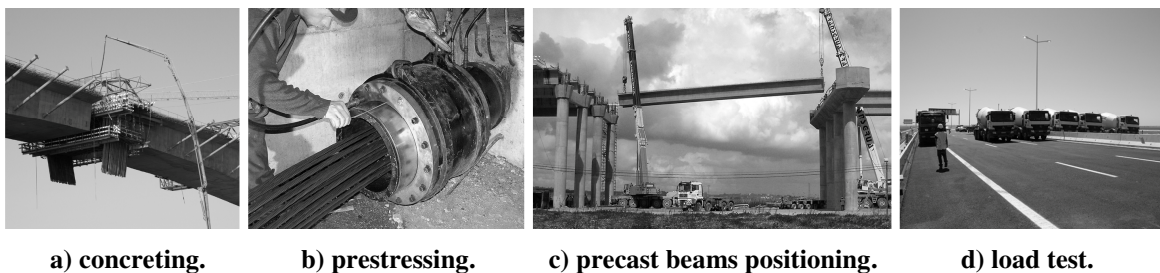 a) concreting.
b) prestressing.
c) precast beams positioning.
d) load test.